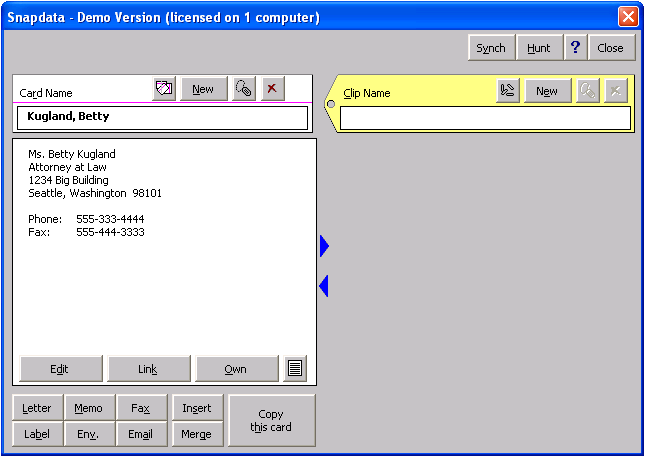 Snapdata - Demo Version (licensed on 1 computer)
Synch Hunt ? Close
Card Name New
Clip Name New
Kugland, Betty
Ms. Betty Kugland
Attorney at Law
1234 Big Building
Seattle, Washington 98101
Phone: 555-333-4444
Fax: 555-444-3333
Edit Link Own
Letter Memo Fax Insert
Copy this card
Label Env. Email Merge